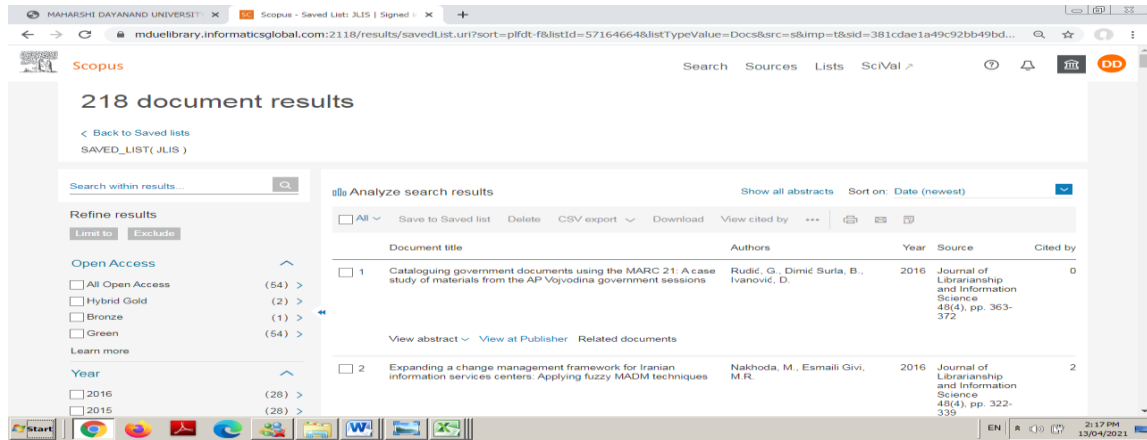 MAHARSHI DAYANAND UNIVERSIT
SC Scopus - Saved List: JLIS | Signed i
mduelibrary.informaticsglobal.com:2118/results/savedList.uri?sort=plfdt-f&listId=57164664&listTypeValue=Docs&src=s&imp=t&sid=381cdae1a49c92bb49bd...
Scopus
Search Sources Lists SciVal ↗
DD
218 document results
< Back to Saved lists
SAVED_LIST( JLIS )
Search within results...
Refine results
Limit to Exclude
Open Access
All Open Access (54) >
Hybrid Gold (2) >
Bronze (1) >
Green (54) >
Learn more
Year
2016 (28) >
2015 (28) >
Analyze search results
Show all abstracts Sort on: Date (newest)
All Save to Saved list Delete CSV export Download View cited by ...
Document title Authors Year Source Cited by
1 Cataloguing government documents using the MARC 21: A case Rudić, G., Dimić Surla, B., 2016 Journal of 0
study of materials from the AP Vojvodina government sessions Ivanović, D. Librarianship
and Information
Science
48(4), pp. 363-
372
View abstract View at Publisher Related documents
2 Expanding a change management framework for Iranian Nakhoda, M., Esmaili Givi, 2016 Journal of 2
information services centers: Applying fuzzy MADM techniques M.R. Librarianship
and Information
Science
48(4), pp. 322-
339
Start
EN
2:17 PM
13/04/2021